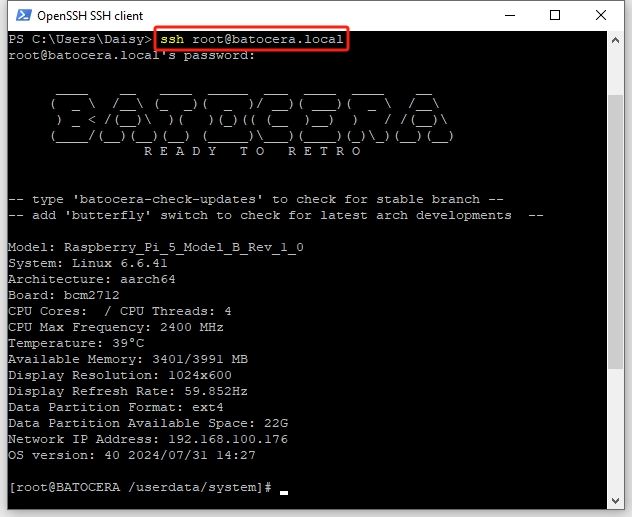 OpenSSH SSH client
PS C:\Users\Daisy> ssh root@batocera.local
root@batocera.local's password:
BATOCERA
READY TO RETRO
-- type 'batocera-check-updates' to check for stable branch --
-- add 'butterfly' switch to check for latest arch developments  --
Model: Raspberry_Pi_5_Model_B_Rev_1_0
System: Linux 6.6.41
Architecture: aarch64
Board: bcm2712
CPU Cores:  / CPU Threads: 4
CPU Max Frequency: 2400 MHz
Temperature: 39°C
Available Memory: 3401/3991 MB
Display Resolution: 1024x600
Display Refresh Rate: 59.852Hz
Data Partition Format: ext4
Data Partition Available Space: 22G
Network IP Address: 192.168.100.176
OS version: 40 2024/07/31 14:27
[root@BATOCERA /userdata/system]#